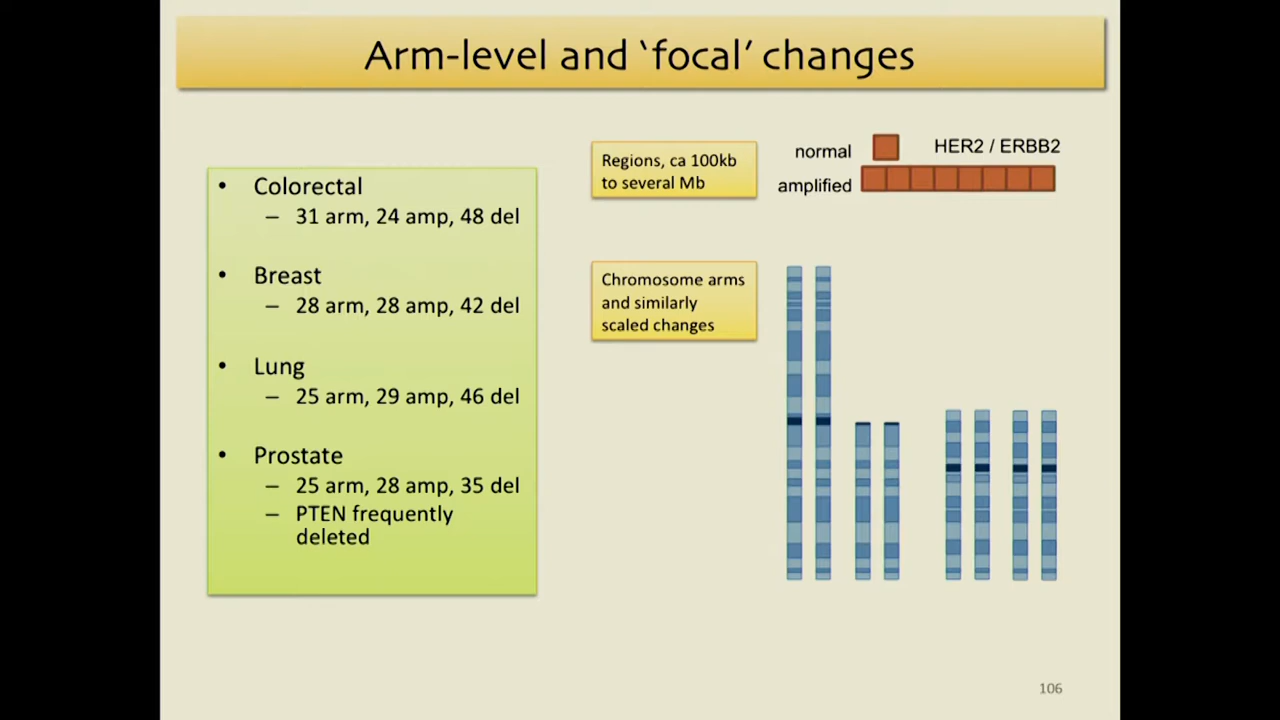 Arm-level and ‘focal’ changes
• Colorectal
– 31 arm, 24 amp, 48 del
• Breast
– 28 arm, 28 amp, 42 del
• Lung
– 25 arm, 29 amp, 46 del
• Prostate
– 25 arm, 28 amp, 35 del
– PTEN frequently
deleted
Regions, ca 100kb
to several Mb
normal
HER2 / ERBB2
amplified
Chromosome arms
and similarly
scaled changes
106